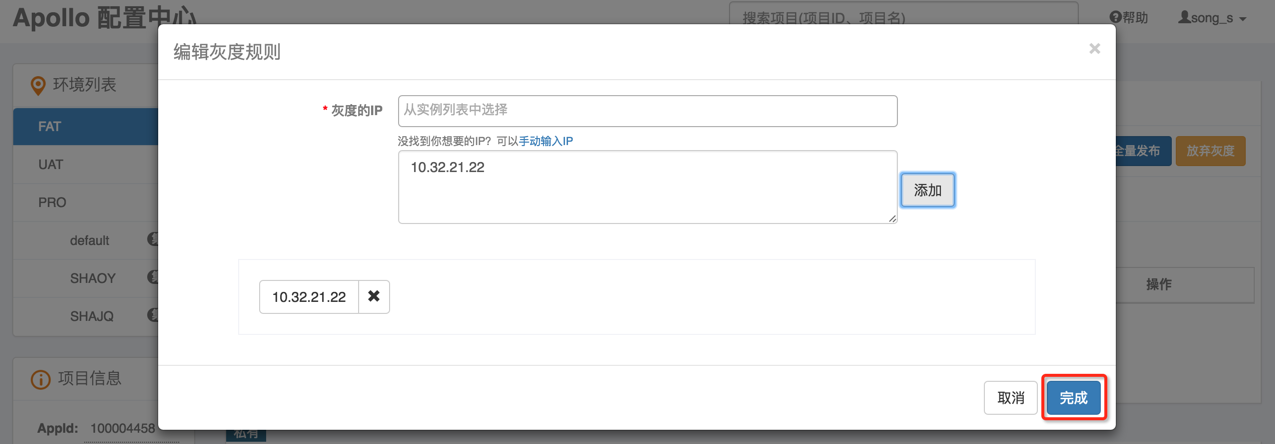 Apollo 配置中心
搜索项目(项目ID、项目名)
帮助
song_s
编辑灰度规则
×
环境列表
FAT
UAT
PRO
default
SHAOY
SHAJQ
* 灰度的IP
从实例列表中选择
没找到你想要的IP？可以手动输入IP
10.32.21.22
添加
10.32.21.22
全量发布
放弃灰度
操作
项目信息
AppId: 100004458
私有
取消
完成